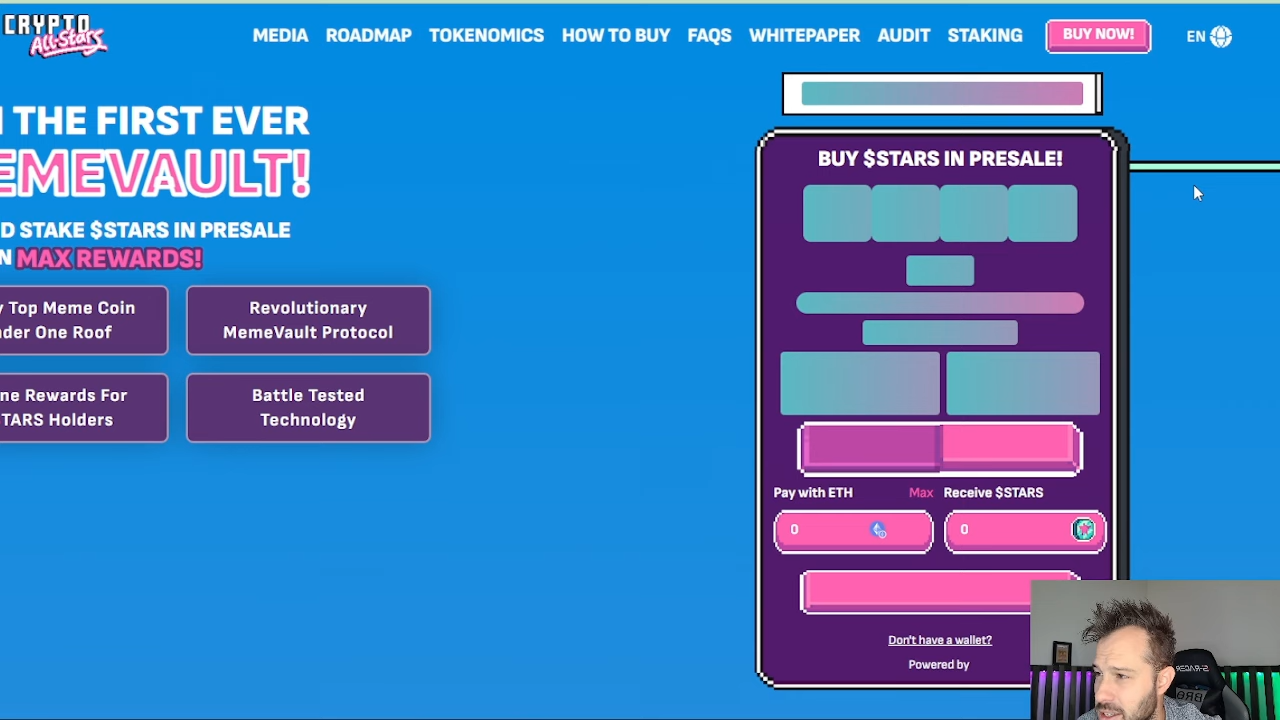 CRYPTO
All-Stars
MEDIA ROADMAP TOKENOMICS HOW TO BUY FAQS WHITEPAPER AUDIT STAKING BUY NOW! EN
THE FIRST EVER
EMEVAULT!
D STAKE $STARS IN PRESALE
N MAX REWARDS!
y Top Meme Coin
nder One Roof
Revolutionary
MemeVault Protocol
ne Rewards For
TARS Holders
Battle Tested
Technology
BUY $STARS IN PRESALE!
Pay with ETH Max Receive $STARS
0 0
Don't have a wallet?
Powered by